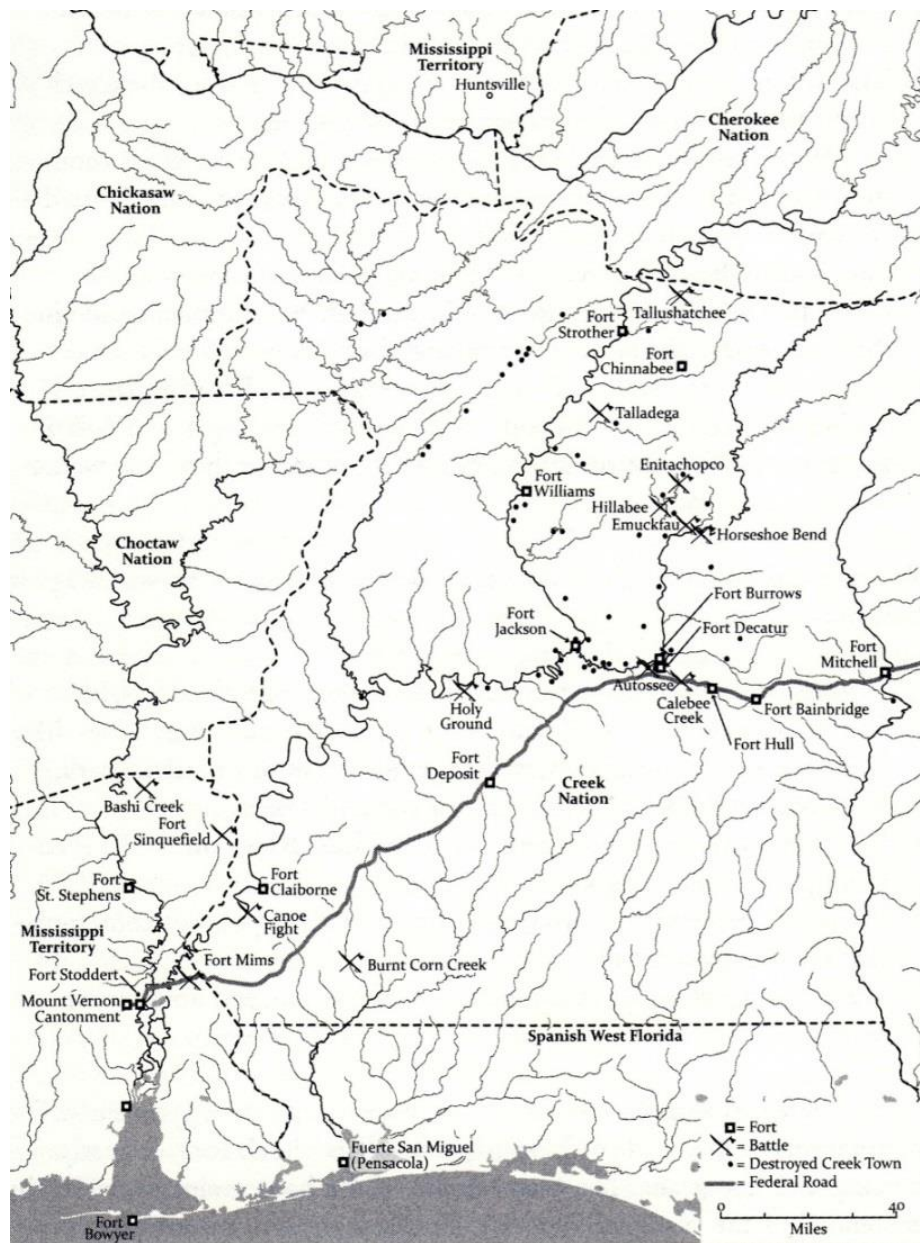 Mississippi
Territory
Huntsville
Cherokee
Nation
Chickasaw
Nation
Tallushatchee
Fort
Strother
Fort
Chinnabee
Talladega
Enitachopco
Fort
Williams
Hillabee
Emuckfau
Horseshoe Bend
Choctaw
Nation
Fort Burrows
Fort
Jackson
Fort Decatur
Fort
Mitchell
Autossee
Calebee
Creek
Holy
Ground
Fort Bainbridge
Fort Hull
Fort
Deposit
Creek
Nation
Bashi Creek
Fort
Sinquefield
Fort
St. Stephens
Fort
Claiborne
Canoe
Fight
Mississippi
Territory
Fort Mims
Burnt Corn Creek
Fort Stoddert
Mount Vernon
Cantonment
Spanish West Florida
Fuerte San Miguel
(Pensacola)
Fort
Bowyer
= Fort
= Battle
= Destroyed Creek Town
= Federal Road
0 40
Miles